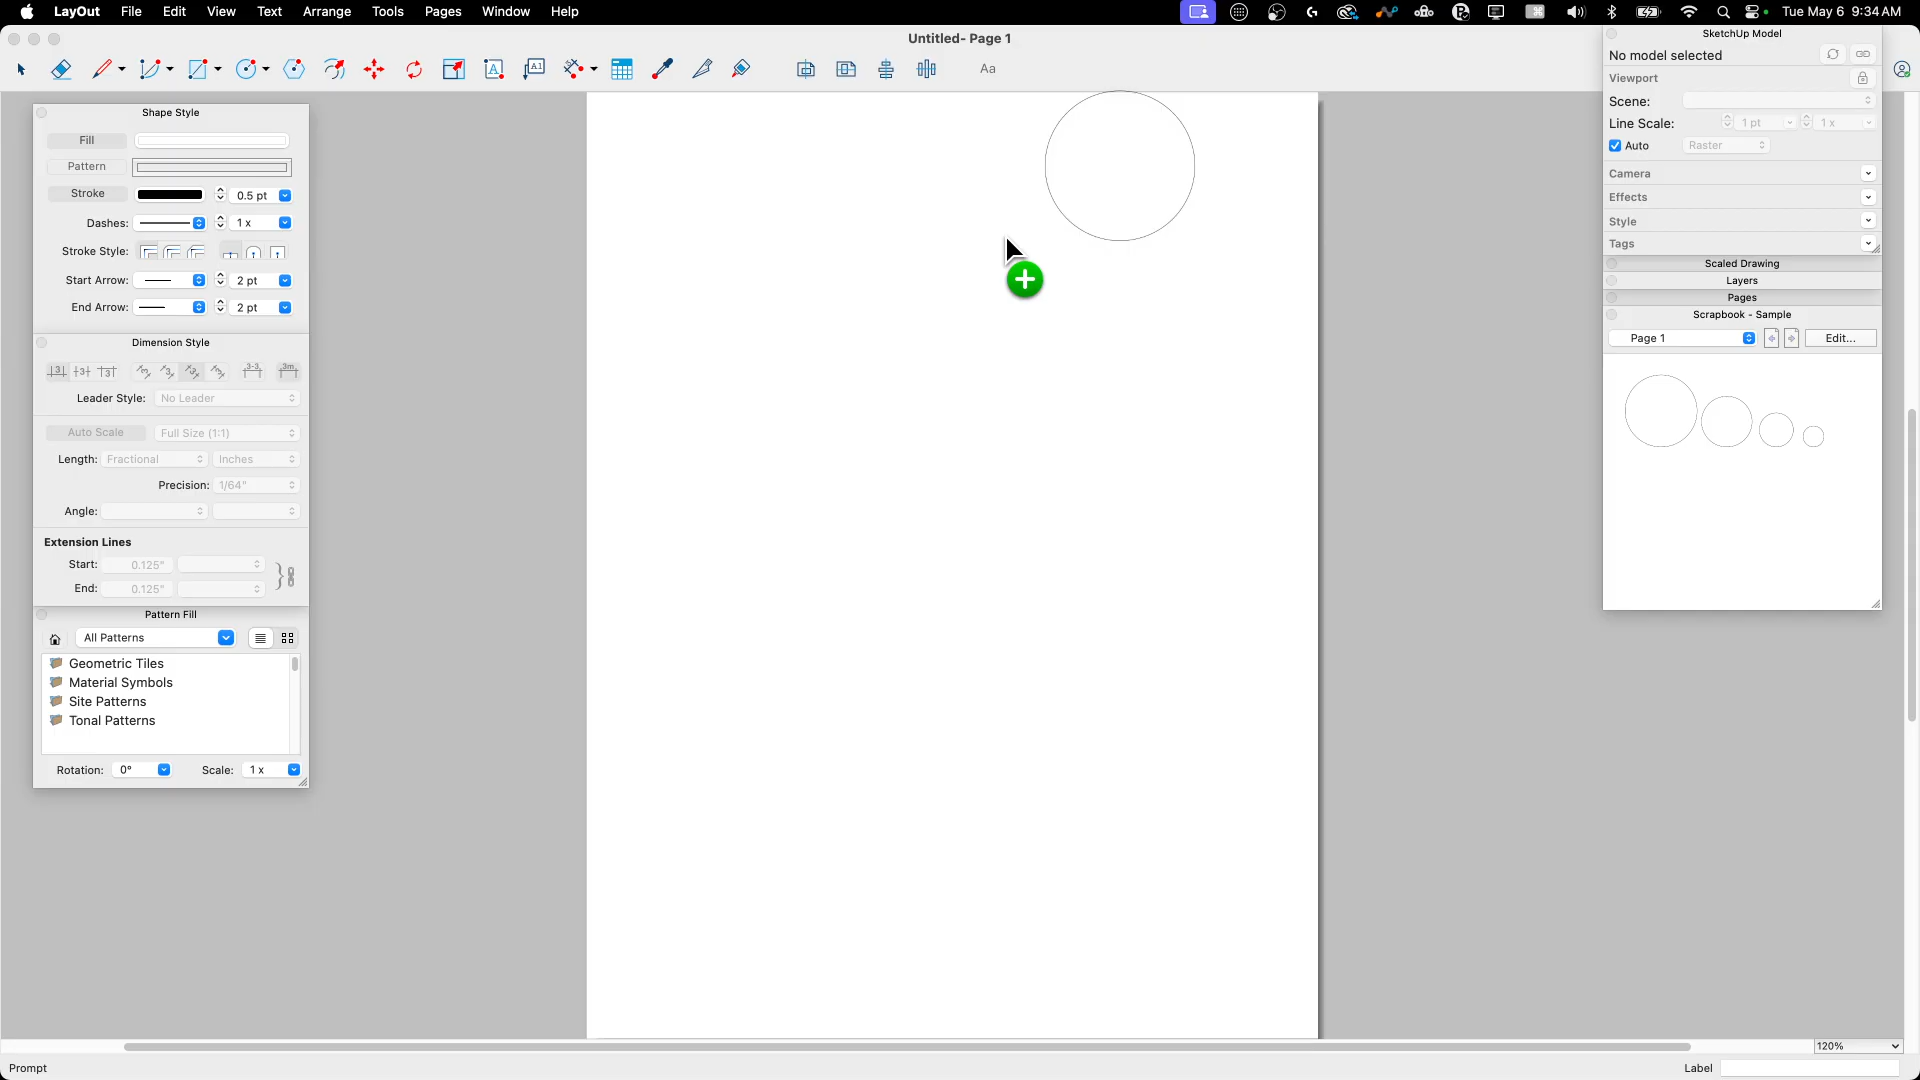 LayOut File Edit View Text Arrange Tools Pages Window Help
Tue May 6 9:34 AM
Untitled- Page 1
A
A1
Aa
Shape Style
Fill
Pattern
Stroke
0.5 pt
Dashes:
1 x
Stroke Style:
Start Arrow:
2 pt
End Arrow:
2 pt
Dimension Style
Leader Style: No Leader
Auto Scale Full Size (1:1)
Length: Fractional Inches
Precision: 1/64"
Angle:
Extension Lines
Start: 0.125"
End: 0.125"
Pattern Fill
All Patterns
Geometric Tiles
Material Symbols
Site Patterns
Tonal Patterns
Rotation: 0° Scale: 1 x
SketchUp Model
No model selected
Viewport
Scene:
Line Scale: 1 pt 1 x
Auto Raster
Camera
Effects
Style
Tags
Scaled Drawing
Layers
Pages
Scrapbook - Sample
Page 1 Edit...
120%
Prompt
Label